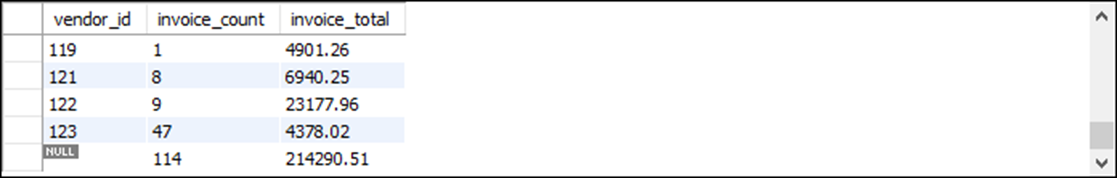 vendor_id invoice_count invoice_total
119 1 4901.26
121 8 6940.25
122 9 23177.96
123 47 4378.02
NULL 114 214290.51